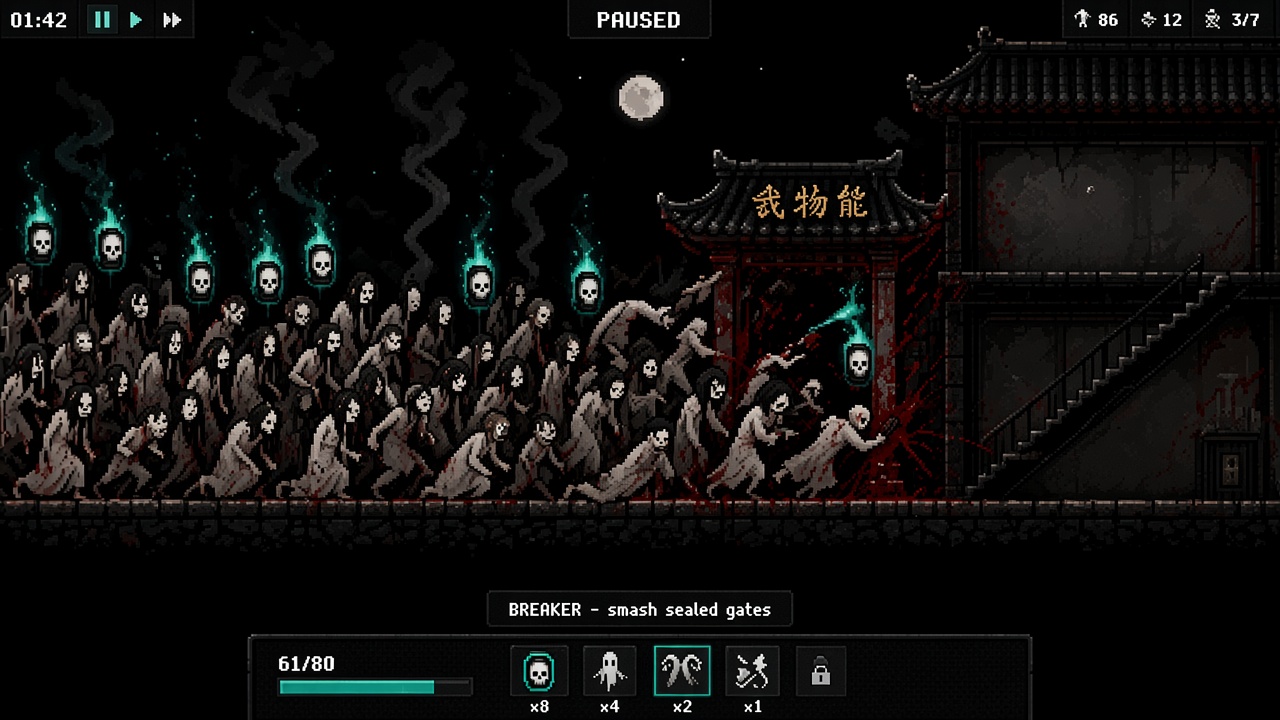 01:42
PAUSED
86
12
3/7
武物能
BREAKER - smash sealed gates
61/80
x8
x4
x2
x1